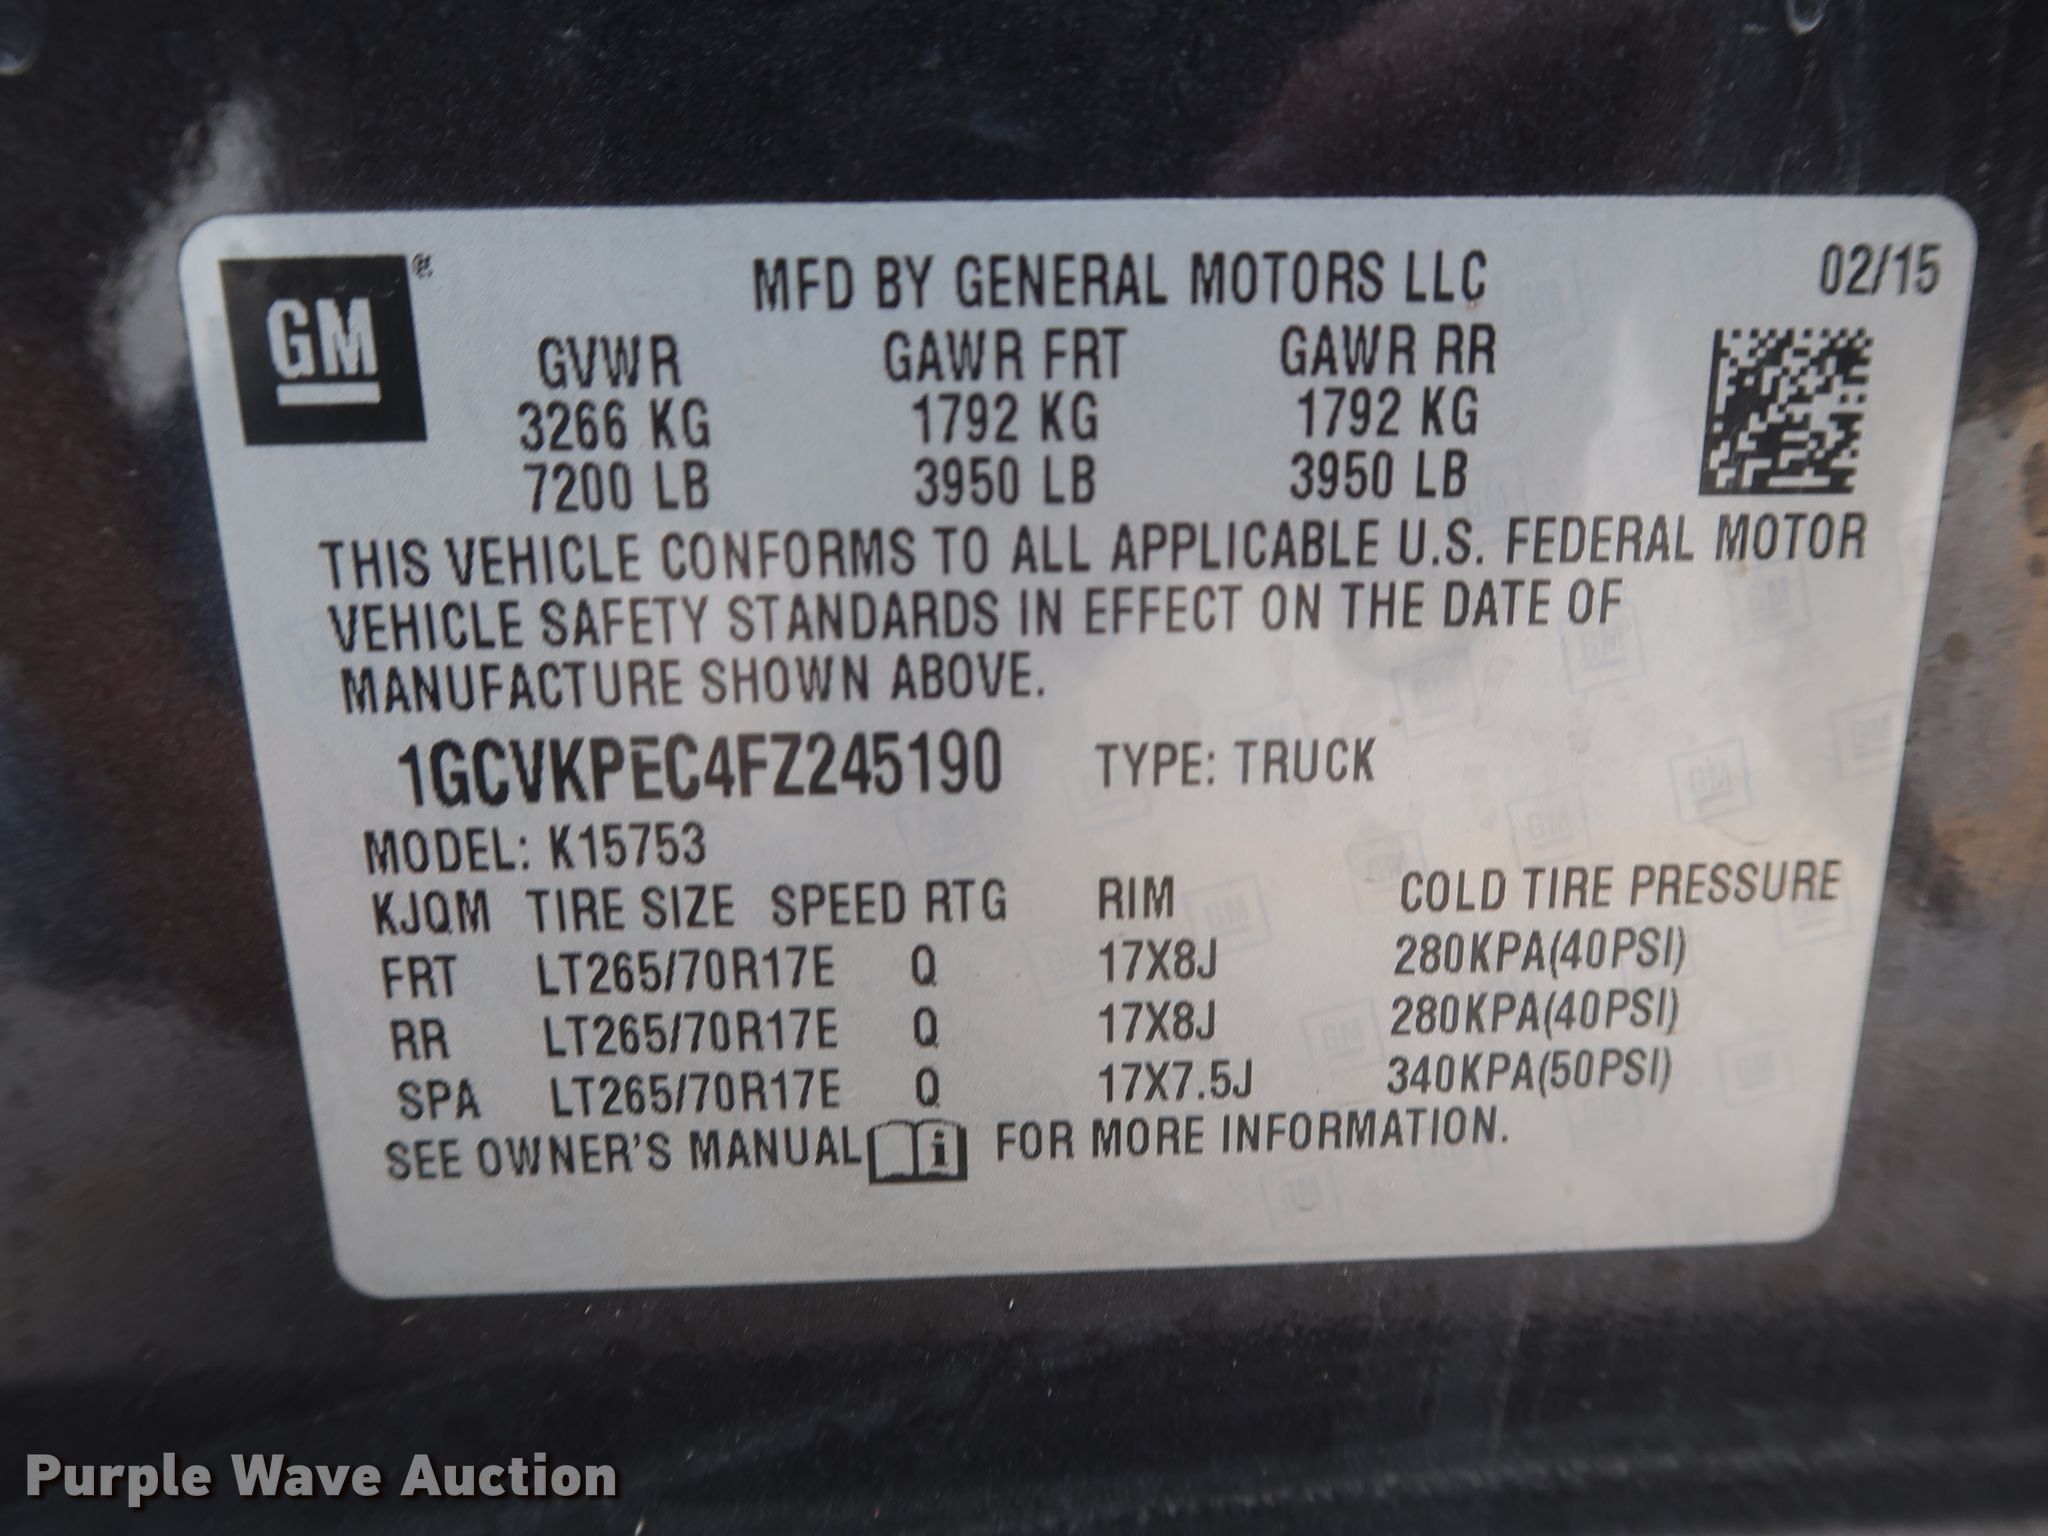 GM®
MFD BY GENERAL MOTORS LLC 02/15
GVWR GAWR FRT GAWR RR
3266 KG 1792 KG 1792 KG
7200 LB 3950 LB 3950 LB
THIS VEHICLE CONFORMS TO ALL APPLICABLE U.S. FEDERAL MOTOR
VEHICLE SAFETY STANDARDS IN EFFECT ON THE DATE OF
MANUFACTURE SHOWN ABOVE.
1GCVKPEC4FZ245190 TYPE: TRUCK
MODEL: K15753
KJQM TIRE SIZE SPEED RTG RIM COLD TIRE PRESSURE
FRT LT265/70R17E Q 17X8J 280KPA(40PSI)
RR LT265/70R17E Q 17X8J 280KPA(40PSI)
SPA LT265/70R17E Q 17X7.5J 340KPA(50PSI)
SEE OWNER'S MANUAL i FOR MORE INFORMATION.
Purple Wave Auction